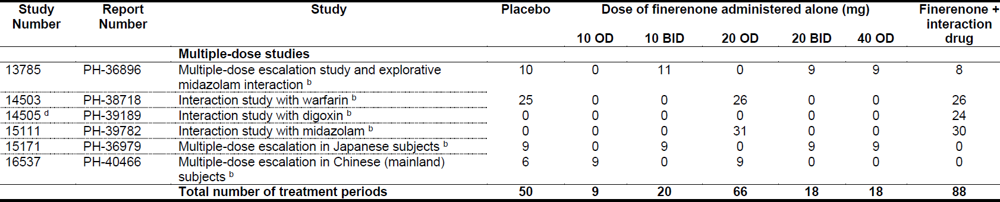 Study Report Study Placebo Dose of finerenone administered alone (mg) Finerenone +
Number Number interaction
10 OD 10 BID 20 OD 20 BID 40 OD drug
Multiple-dose studies
13785 PH-36896 Multiple-dose escalation study and explorative 10 0 11 0 9 9 8
midazolam interaction b
14503 PH-38718 Interaction study with warfarin b 25 0 0 26 0 0 26
14505 d PH-39189 Interaction study with digoxin b 0 0 0 0 0 0 24
15111 PH-39782 Interaction study with midazolam b 0 0 0 31 0 0 30
15171 PH-36979 Multiple-dose escalation in Japanese subjects b 9 0 9 0 9 9 0
16537 PH-40466 Multiple-dose escalation in Chinese (mainland) 6 9 0 9 0 0 0
subjects b
Total number of treatment periods 50 9 20 66 18 18 88